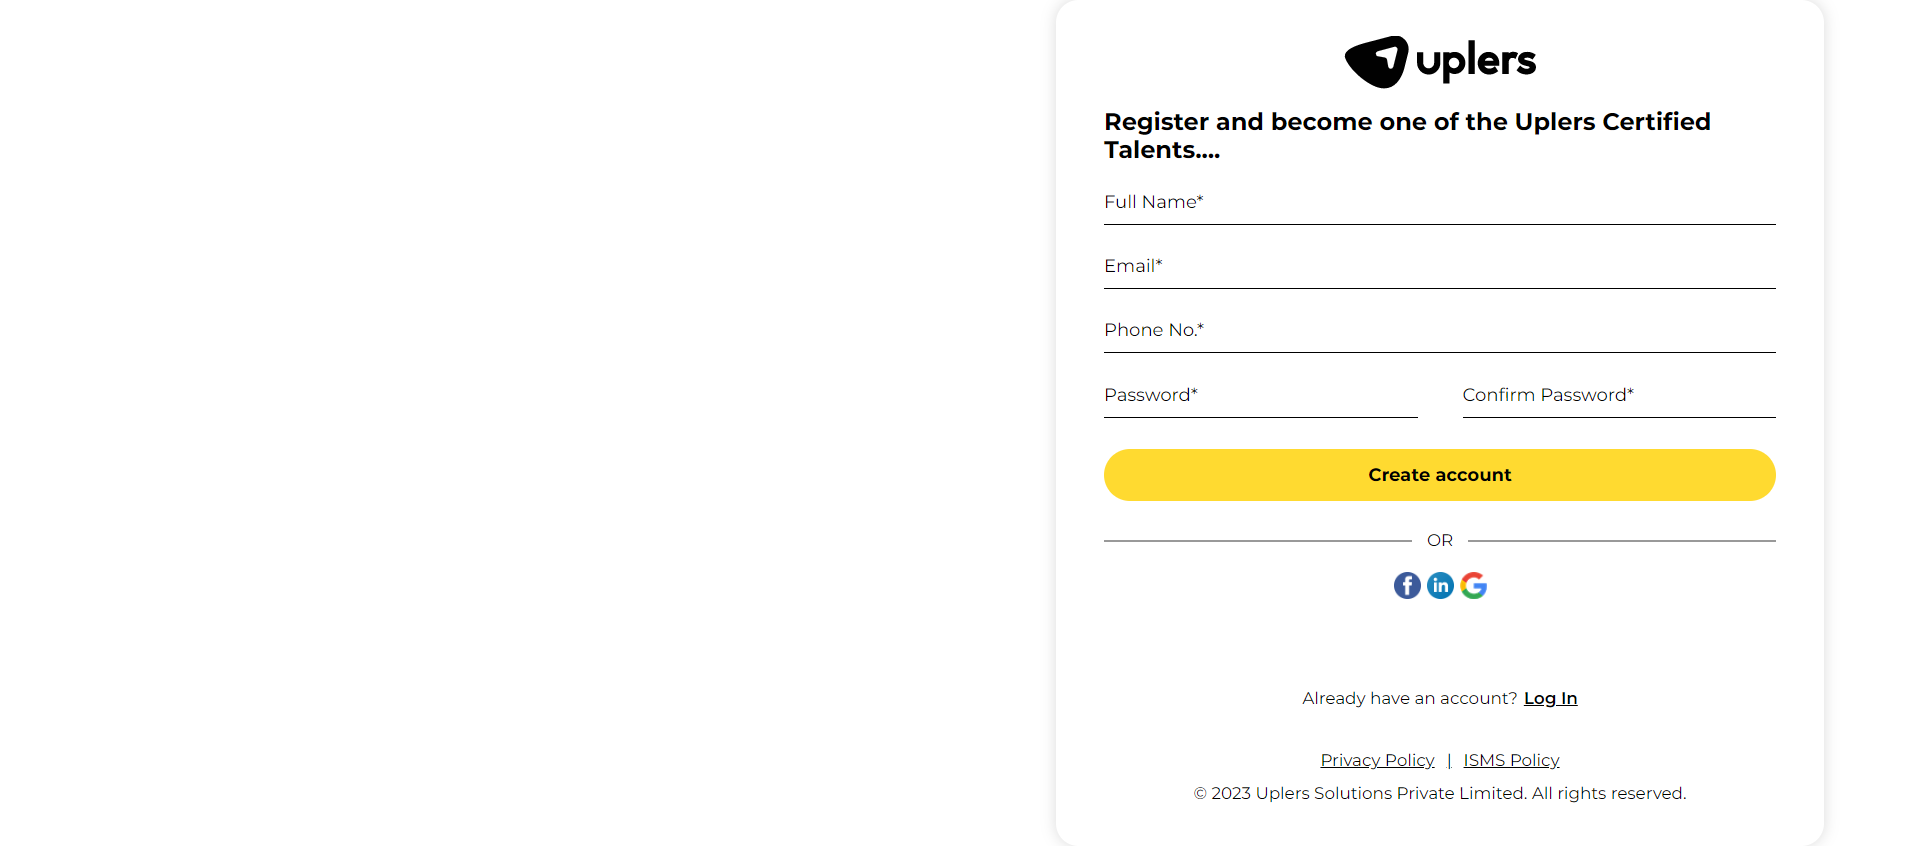 uplers
Register and become one of the Uplers Certified
Talents....
Full Name*
Email*
Phone No.*
Password* Confirm Password*
Create account
OR
f in G
Already have an account? Log In
Privacy Policy | ISMS Policy
© 2023 Uplers Solutions Private Limited. All rights reserved.